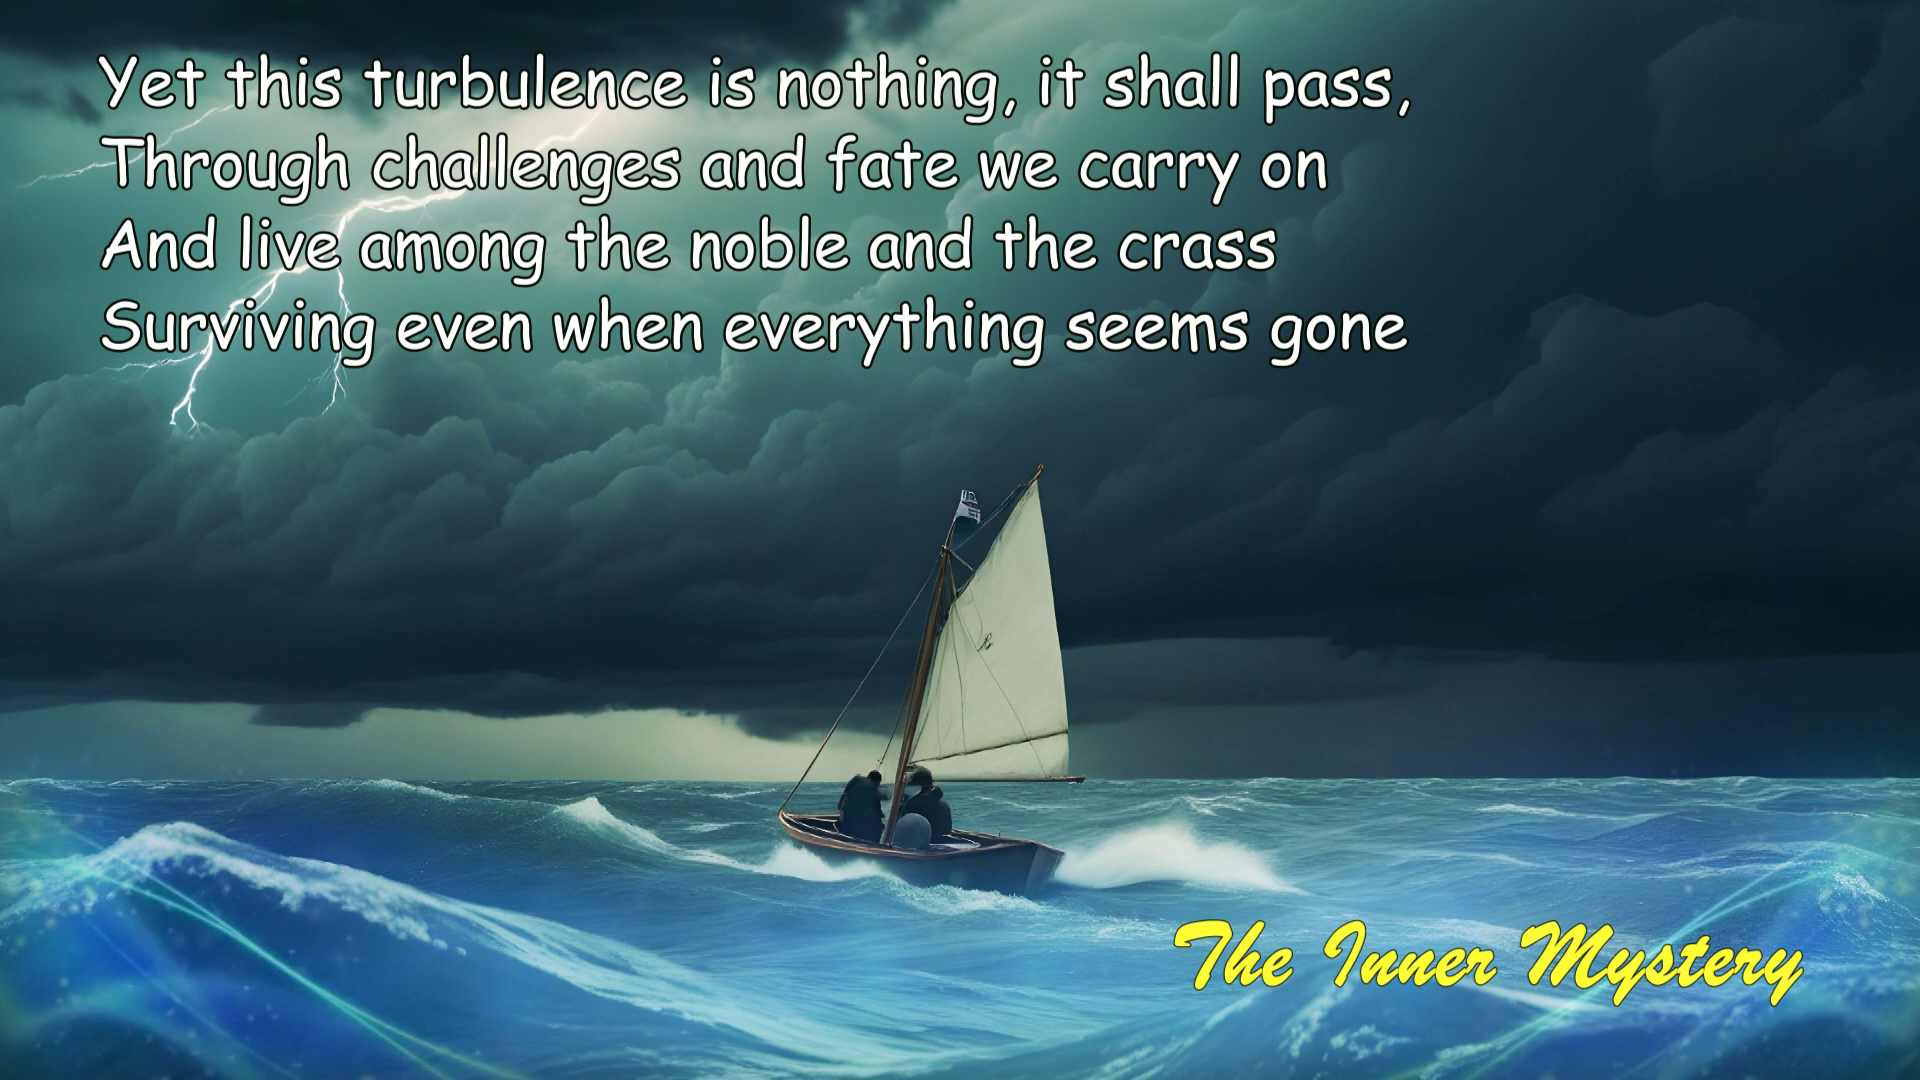 Yet this turbulence is nothing, it shall pass,
Through challenges and fate we carry on
And live among the noble and the crass
Surviving even when everything seems gone
The Inner Mystery